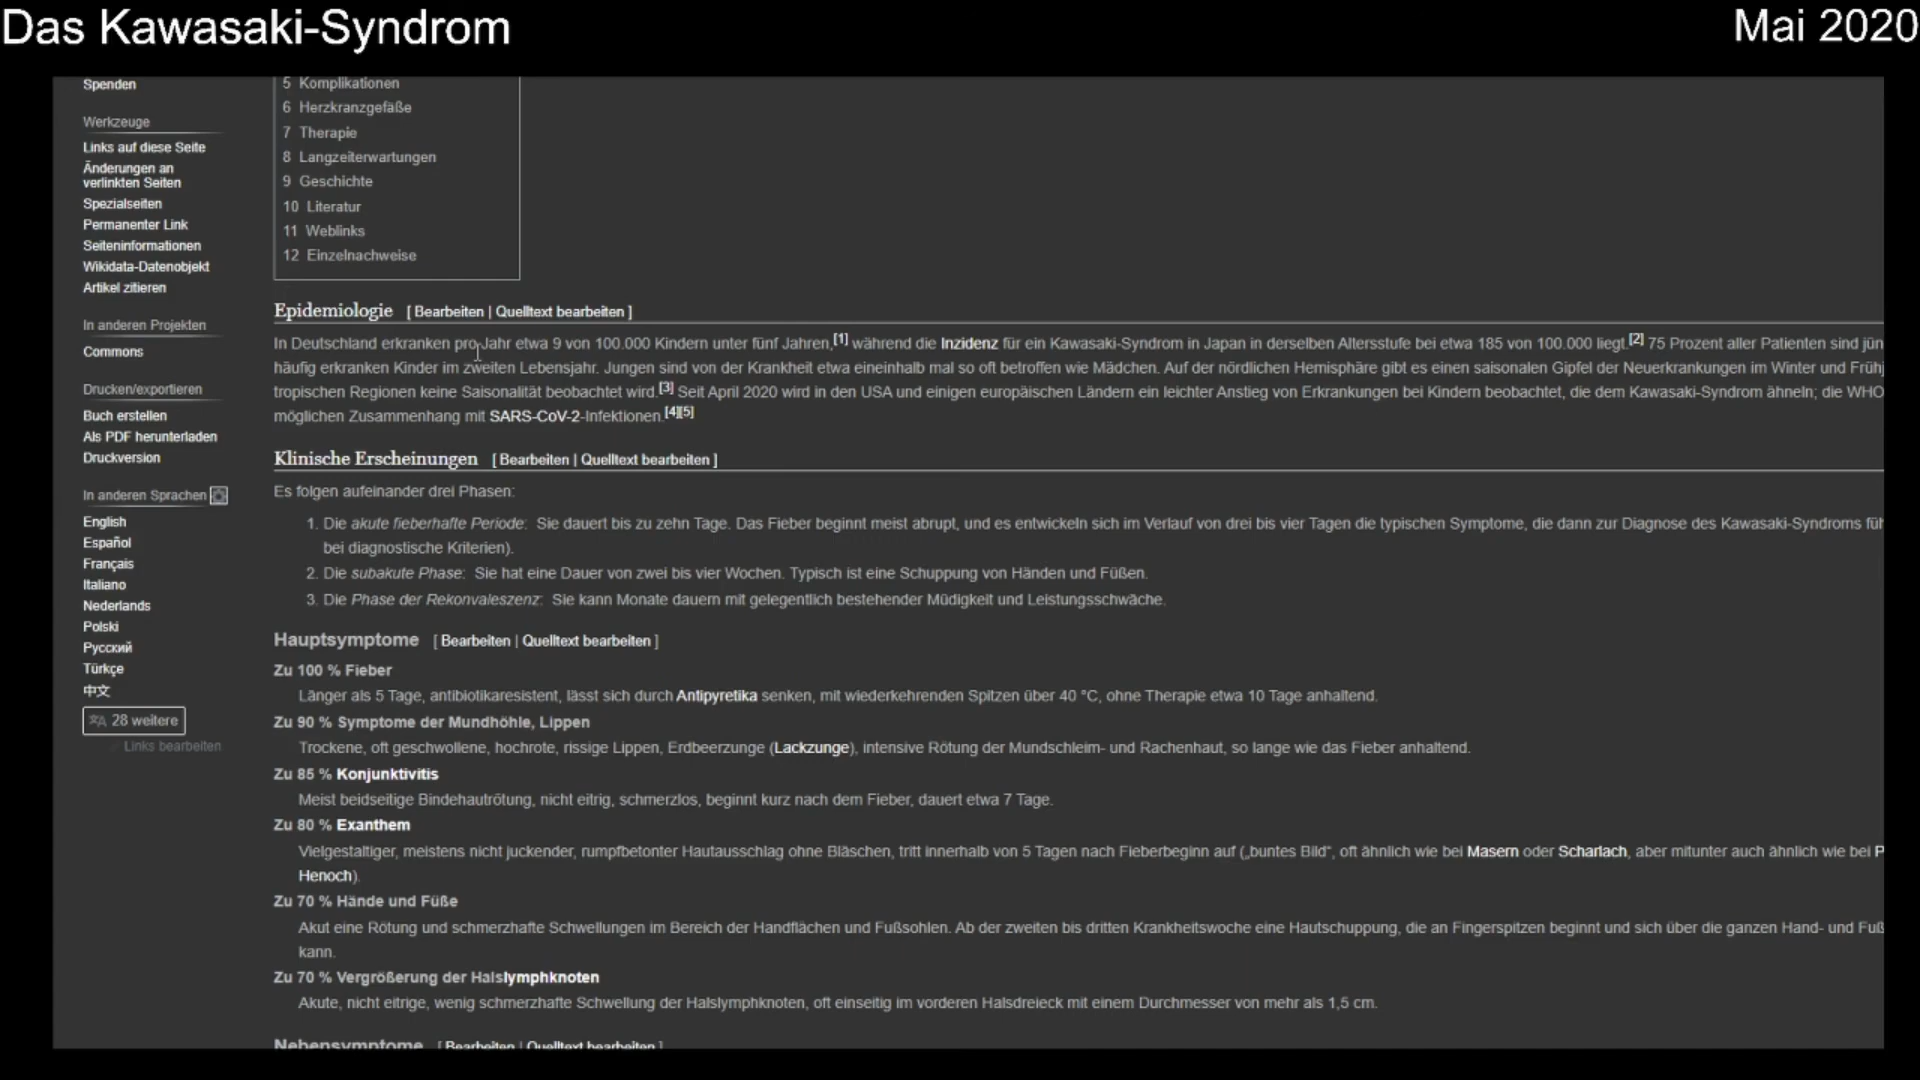 Das Kawasaki-Syndrom
Mai 2020
Spenden
Werkzeuge
Links auf diese Seite
Änderungen an
verlinkten Seiten
Spezialseiten
Permanenter Link
Seiteninformationen
Wikidata-Datenobjekt
Artikel zitieren
In anderen Projekten
Commons
Drucken/exportieren
Buch erstellen
Als PDF herunterladen
Druckversion
In anderen Sprachen
English
Español
Français
Italiano
Nederlands
Polski
Русский
Türkçe
中文
28 weitere
Links bearbeiten
5 Komplikationen
6 Herzkranzgefäße
7 Therapie
8 Langzeiterwartungen
9 Geschichte
10 Literatur
11 Weblinks
12 Einzelnachweise
Epidemiologie [ Bearbeiten | Quelltext bearbeiten ]
In Deutschland erkranken pro Jahr etwa 9 von 100.000 Kindern unter fünf Jahren,[1] während die Inzidenz für ein Kawasaki-Syndrom in Japan in derselben Altersstufe bei etwa 185 von 100.000 liegt.[2] 75 Prozent aller Patienten sind jün
häufig erkranken Kinder im zweiten Lebensjahr. Jungen sind von der Krankheit etwa eineinhalb mal so oft betroffen wie Mädchen. Auf der nördlichen Hemisphäre gibt es einen saisonalen Gipfel der Neuerkrankungen im Winter und Frühj
tropischen Regionen keine Saisonalität beobachtet wird.[3] Seit April 2020 wird in den USA und einigen europäischen Ländern ein leichter Anstieg von Erkrankungen bei Kindern beobachtet, die dem Kawasaki-Syndrom ähneln; die WHO
möglichen Zusammenhang mit SARS-CoV-2-Infektionen.[4][5]
Klinische Erscheinungen [ Bearbeiten | Quelltext bearbeiten ]
Es folgen aufeinander drei Phasen:
1. Die akute fieberhafte Periode: Sie dauert bis zu zehn Tage. Das Fieber beginnt meist abrupt, und es entwickeln sich im Verlauf von drei bis vier Tagen die typischen Symptome, die dann zur Diagnose des Kawasaki-Syndroms füh
bei diagnostische Kriterien).
2. Die subakute Phase: Sie hat eine Dauer von zwei bis vier Wochen. Typisch ist eine Schuppung von Händen und Füßen.
3. Die Phase der Rekonvaleszenz: Sie kann Monate dauern mit gelegentlich bestehender Müdigkeit und Leistungsschwäche.
Hauptsymptome [ Bearbeiten | Quelltext bearbeiten ]
Zu 100 % Fieber
Länger als 5 Tage, antibiotikaresistent, lässt sich durch Antipyretika senken, mit wiederkehrenden Spitzen über 40 °C, ohne Therapie etwa 10 Tage anhaltend.
Zu 90 % Symptome der Mundhöhle, Lippen
Trockene, oft geschwollene, hochrote, rissige Lippen, Erdbeerzunge (Lackzunge), intensive Rötung der Mundschleim- und Rachenhaut, so lange wie das Fieber anhaltend.
Zu 85 % Konjunktivitis
Meist beidseitige Bindehautrötung, nicht eitrig, schmerzlos, beginnt kurz nach dem Fieber, dauert etwa 7 Tage.
Zu 80 % Exanthem
Vielgestaltiger, meistens nicht juckender, rumpfbetonter Hautausschlag ohne Bläschen, tritt innerhalb von 5 Tagen nach Fieberbeginn auf („buntes Bild“, oft ähnlich wie bei Masern oder Scharlach, aber mitunter auch ähnlich wie bei P
Henoch).
Zu 70 % Hände und Füße
Akut eine Rötung und schmerzhafte Schwellungen im Bereich der Handflächen und Fußsohlen. Ab der zweiten bis dritten Krankheitswoche eine Hautschuppung, die an Fingerspitzen beginnt und sich über die ganzen Hand- und Fuß
kann.
Zu 70 % Vergrößerung der Halslymphknoten
Akute, nicht eitrige, wenig schmerzhafte Schwellung der Halslymphknoten, oft einseitig im vorderen Halsdreieck mit einem Durchmesser von mehr als 1,5 cm.
Nebensymptome [ Bearbeiten | Quelltext bearbeiten ]